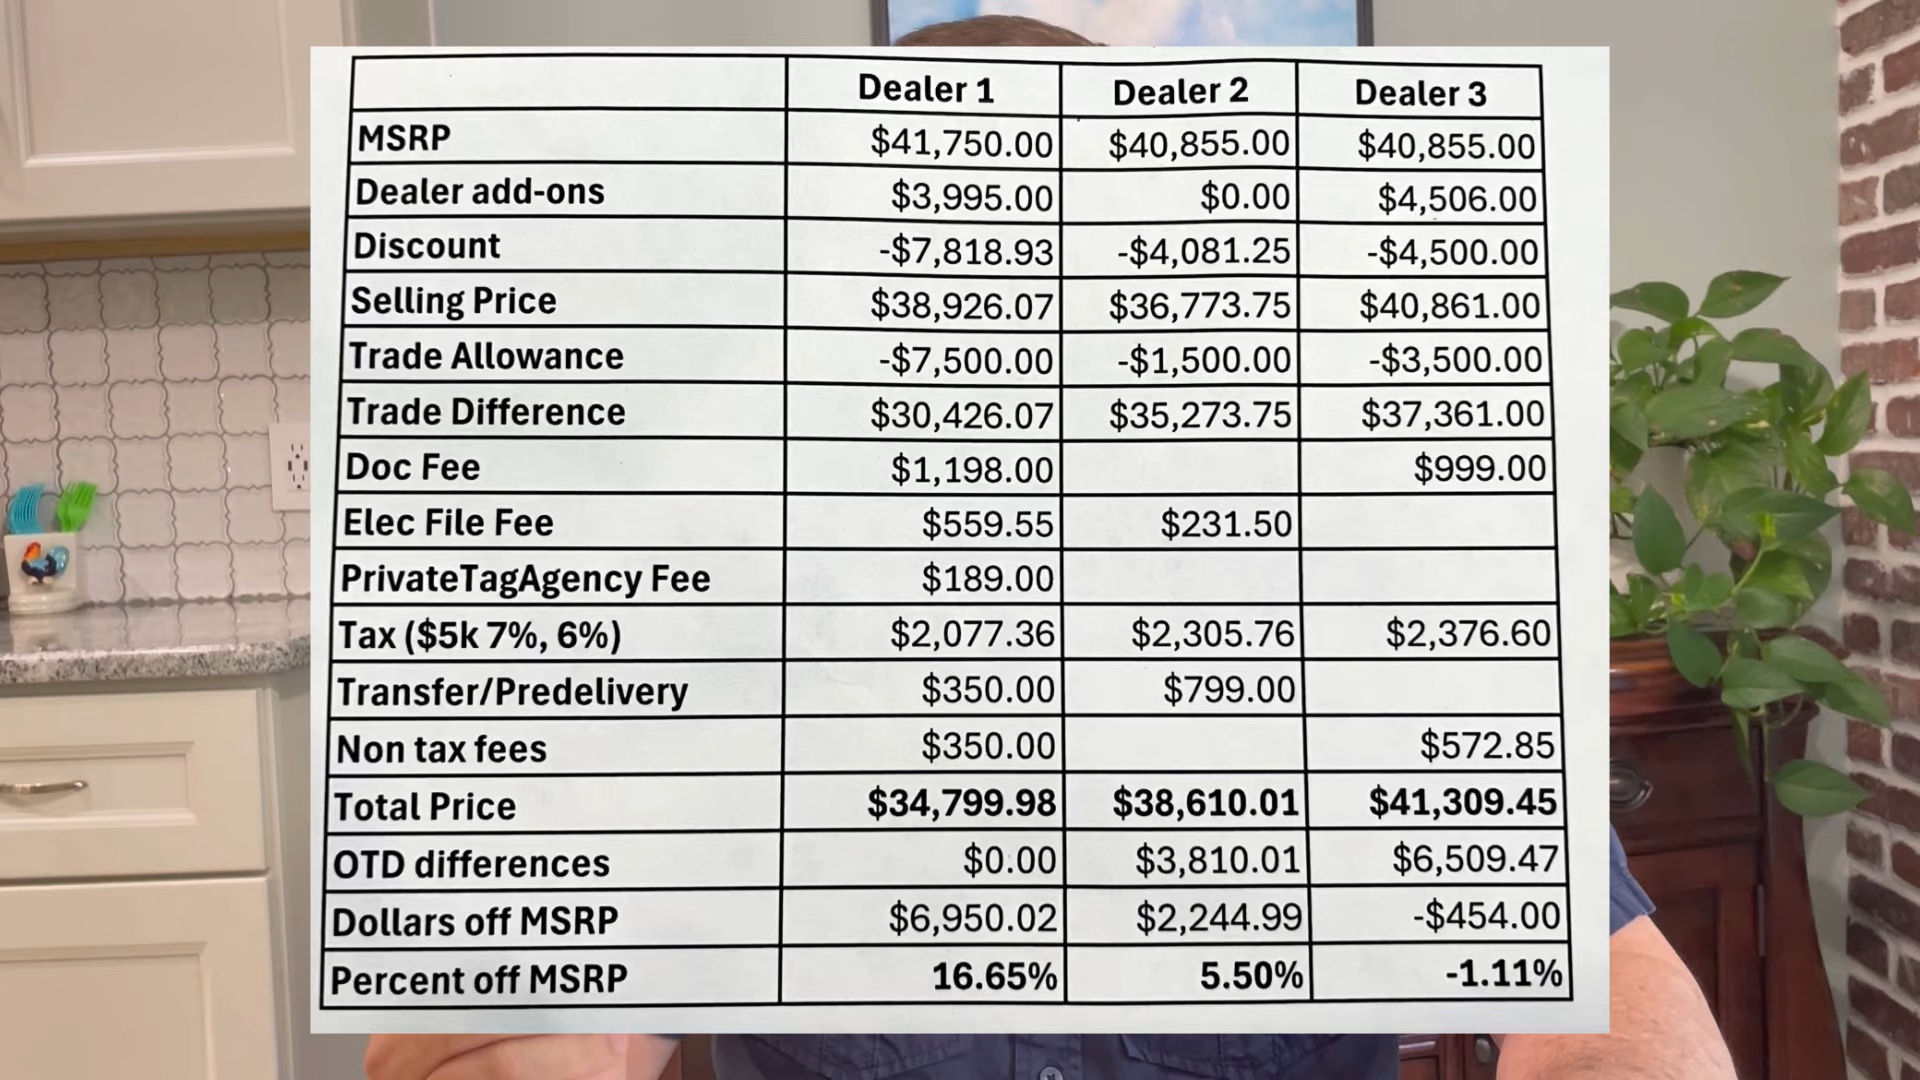 Dealer 1 Dealer 2 Dealer 3
MSRP $41,750.00 $40,855.00 $40,855.00
Dealer add-ons $3,995.00 $0.00 $4,506.00
Discount -$7,818.93 -$4,081.25 -$4,500.00
Selling Price $38,926.07 $36,773.75 $40,861.00
Trade Allowance -$7,500.00 -$1,500.00 -$3,500.00
Trade Difference $30,426.07 $35,273.75 $37,361.00
Doc Fee $1,198.00 $999.00
Elec File Fee $559.55 $231.50
PrivateTagAgency Fee $189.00
Tax ($5k 7%, 6%) $2,077.36 $2,305.76 $2,376.60
Transfer/Predelivery $350.00 $799.00
Non tax fees $350.00 $572.85
Total Price $34,799.98 $38,610.01 $41,309.45
OTD differences $0.00 $3,810.01 $6,509.47
Dollars off MSRP $6,950.02 $2,244.99 -$454.00
Percent off MSRP 16.65% 5.50% -1.11%